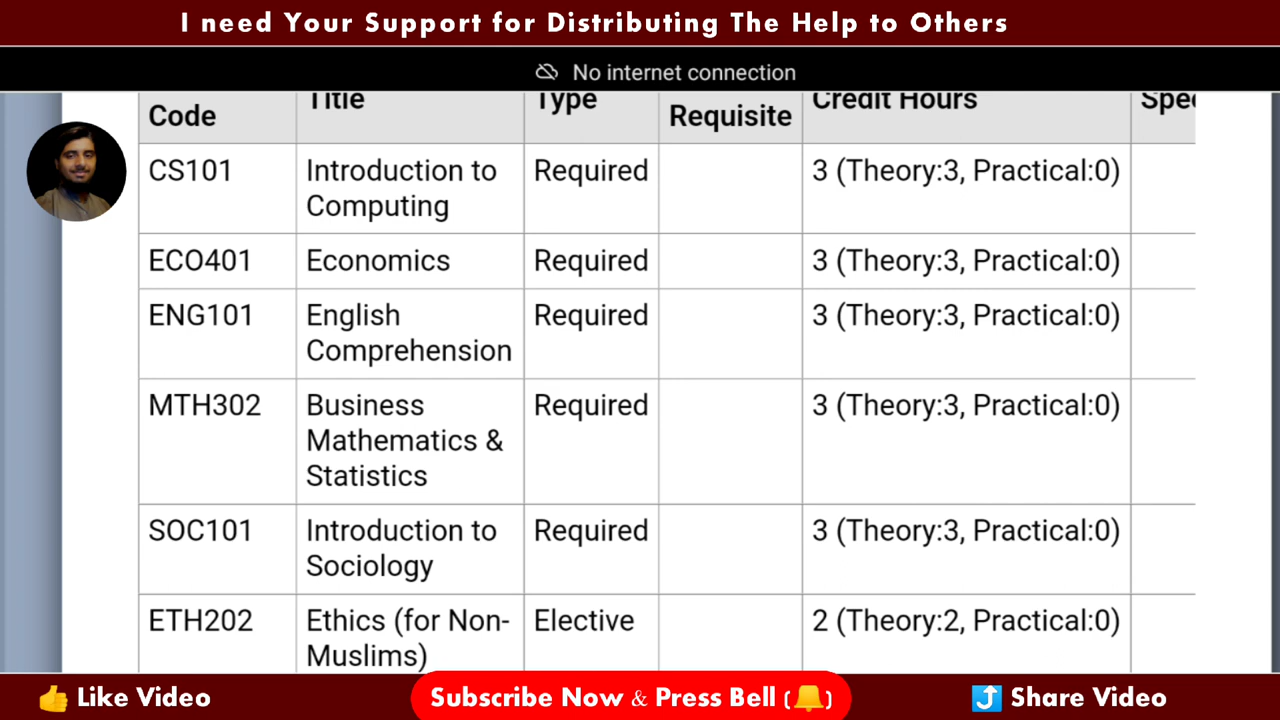 I need Your Support for Distributing The Help to Others
No internet connection
Title Type Credit Hours
Code Requisite
CS101 Introduction to Required 3 (Theory:3, Practical:0)
Computing
ECO401 Economics Required 3 (Theory:3, Practical:0)
ENG101 English Required 3 (Theory:3, Practical:0)
Comprehension
MTH302 Business Required 3 (Theory:3, Practical:0)
Mathematics &
Statistics
SOC101 Introduction to Required 3 (Theory:3, Practical:0)
Sociology
ETH202 Ethics (for Non- Elective 2 (Theory:2, Practical:0)
Muslims)
👍 Like Video Subscribe Now & Press Bell (🔔) ⤴️ Share Video